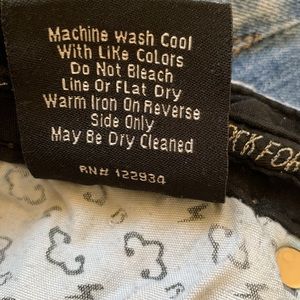 Machine Wash Cool
With Like Colors
Do Not Bleach
Line Or Flat Dry
Warm Iron On Reverse
Side Only
May Be Dry Cleaned
RN# 122934